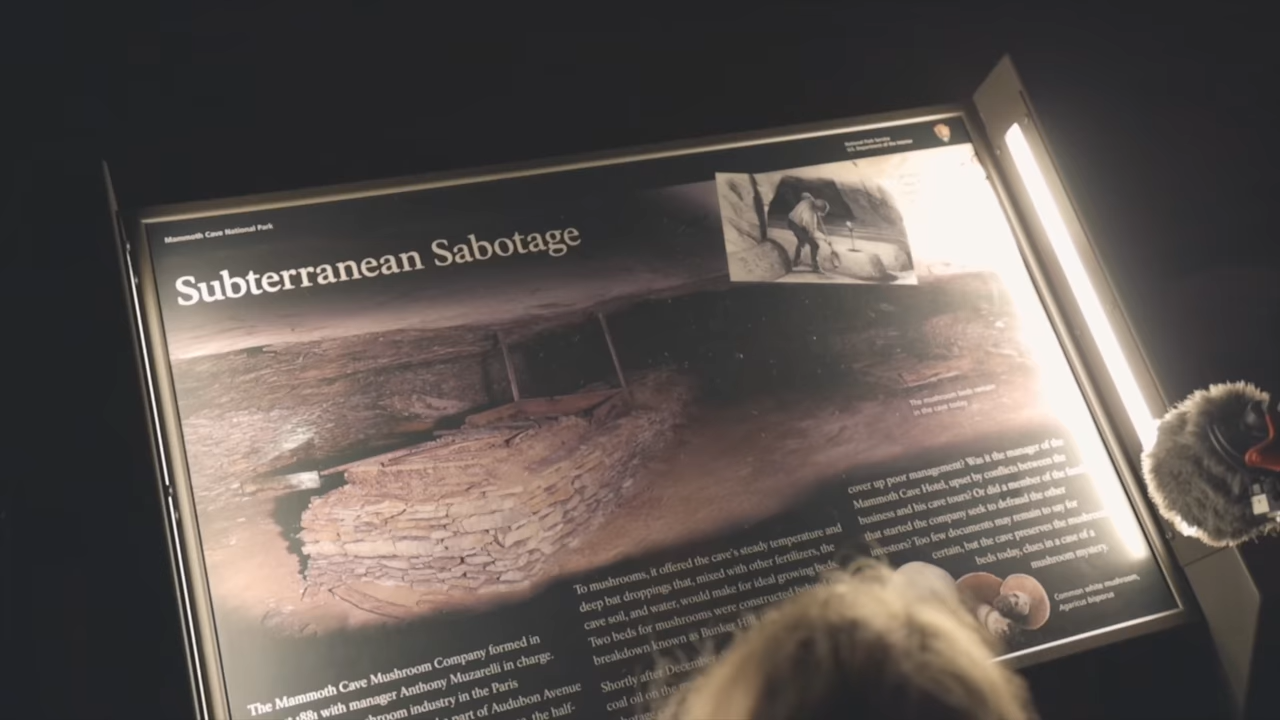 National Park Service
U.S. Department of the Interior
Mammoth Cave National Park
Subterranean Sabotage
The mushroom beds remain
in the cave today.
The Mammoth Cave Mushroom Company formed in
1881 with manager Anthony Muzarelli in charge.
industry in the Paris
part of Audubon Avenue
the half-
To mushrooms, it offered the cave's steady temperature and
deep bat droppings that, mixed with other fertilizers, the
cave soil, and water, would make for ideal growing beds.
Two beds for mushrooms were constructed behind
breakdown known as Bunker Hill
Shortly after December
coal oil on the
cover up poor management? Was it the manager of the
Mammoth Cave Hotel, upset by conflicts between the
business and his cave tours? Or did a member of the
that started the company seek to defraud the other
investors? Too few documents may remain to say for
certain, but the cave preserves the mushroom
beds today, clues in a case of a
mushroom mystery.
Common white mushroom,
Agaricus bisporus